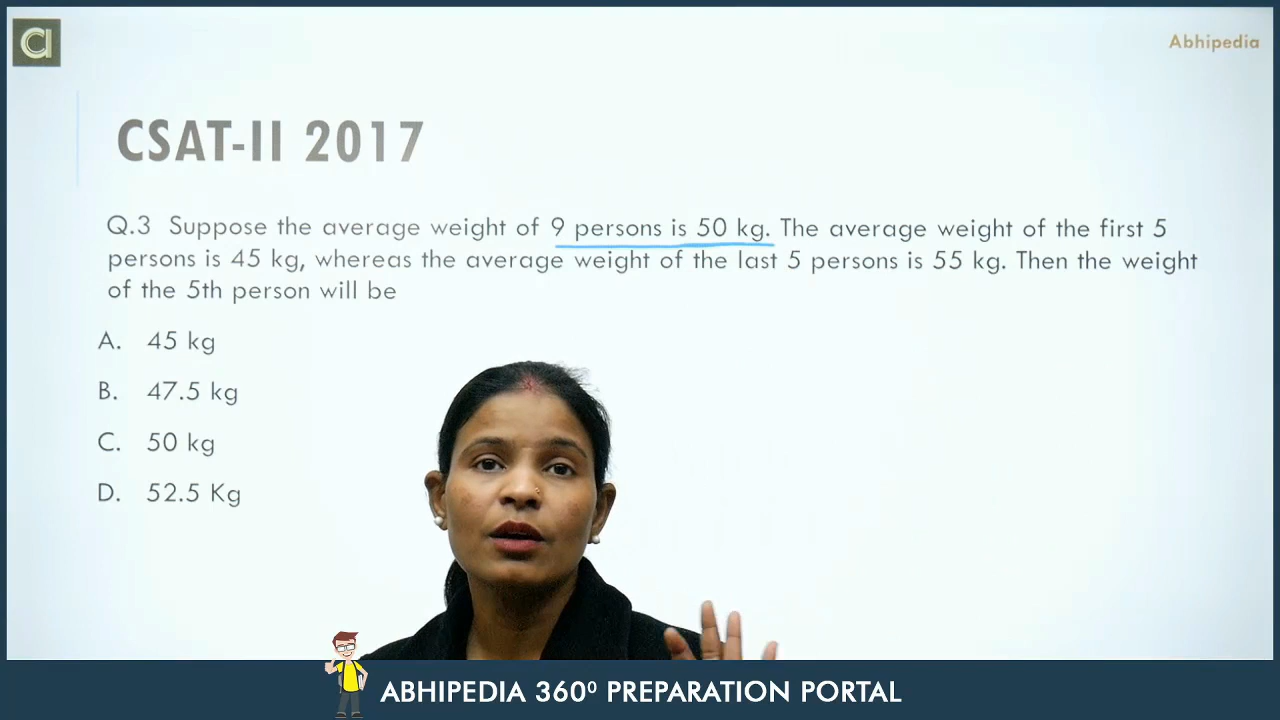 Abhipedia
CSAT-II 2017
Q.3 Suppose the average weight of 9 persons is 50 kg. The average weight of the first 5
persons is 45 kg, whereas the average weight of the last 5 persons is 55 kg. Then the weight
of the 5th person will be
A. 45 kg
B. 47.5 kg
C. 50 kg
D. 52.5 Kg
ABHIPEDIA 360⁰ PREPARATION PORTAL